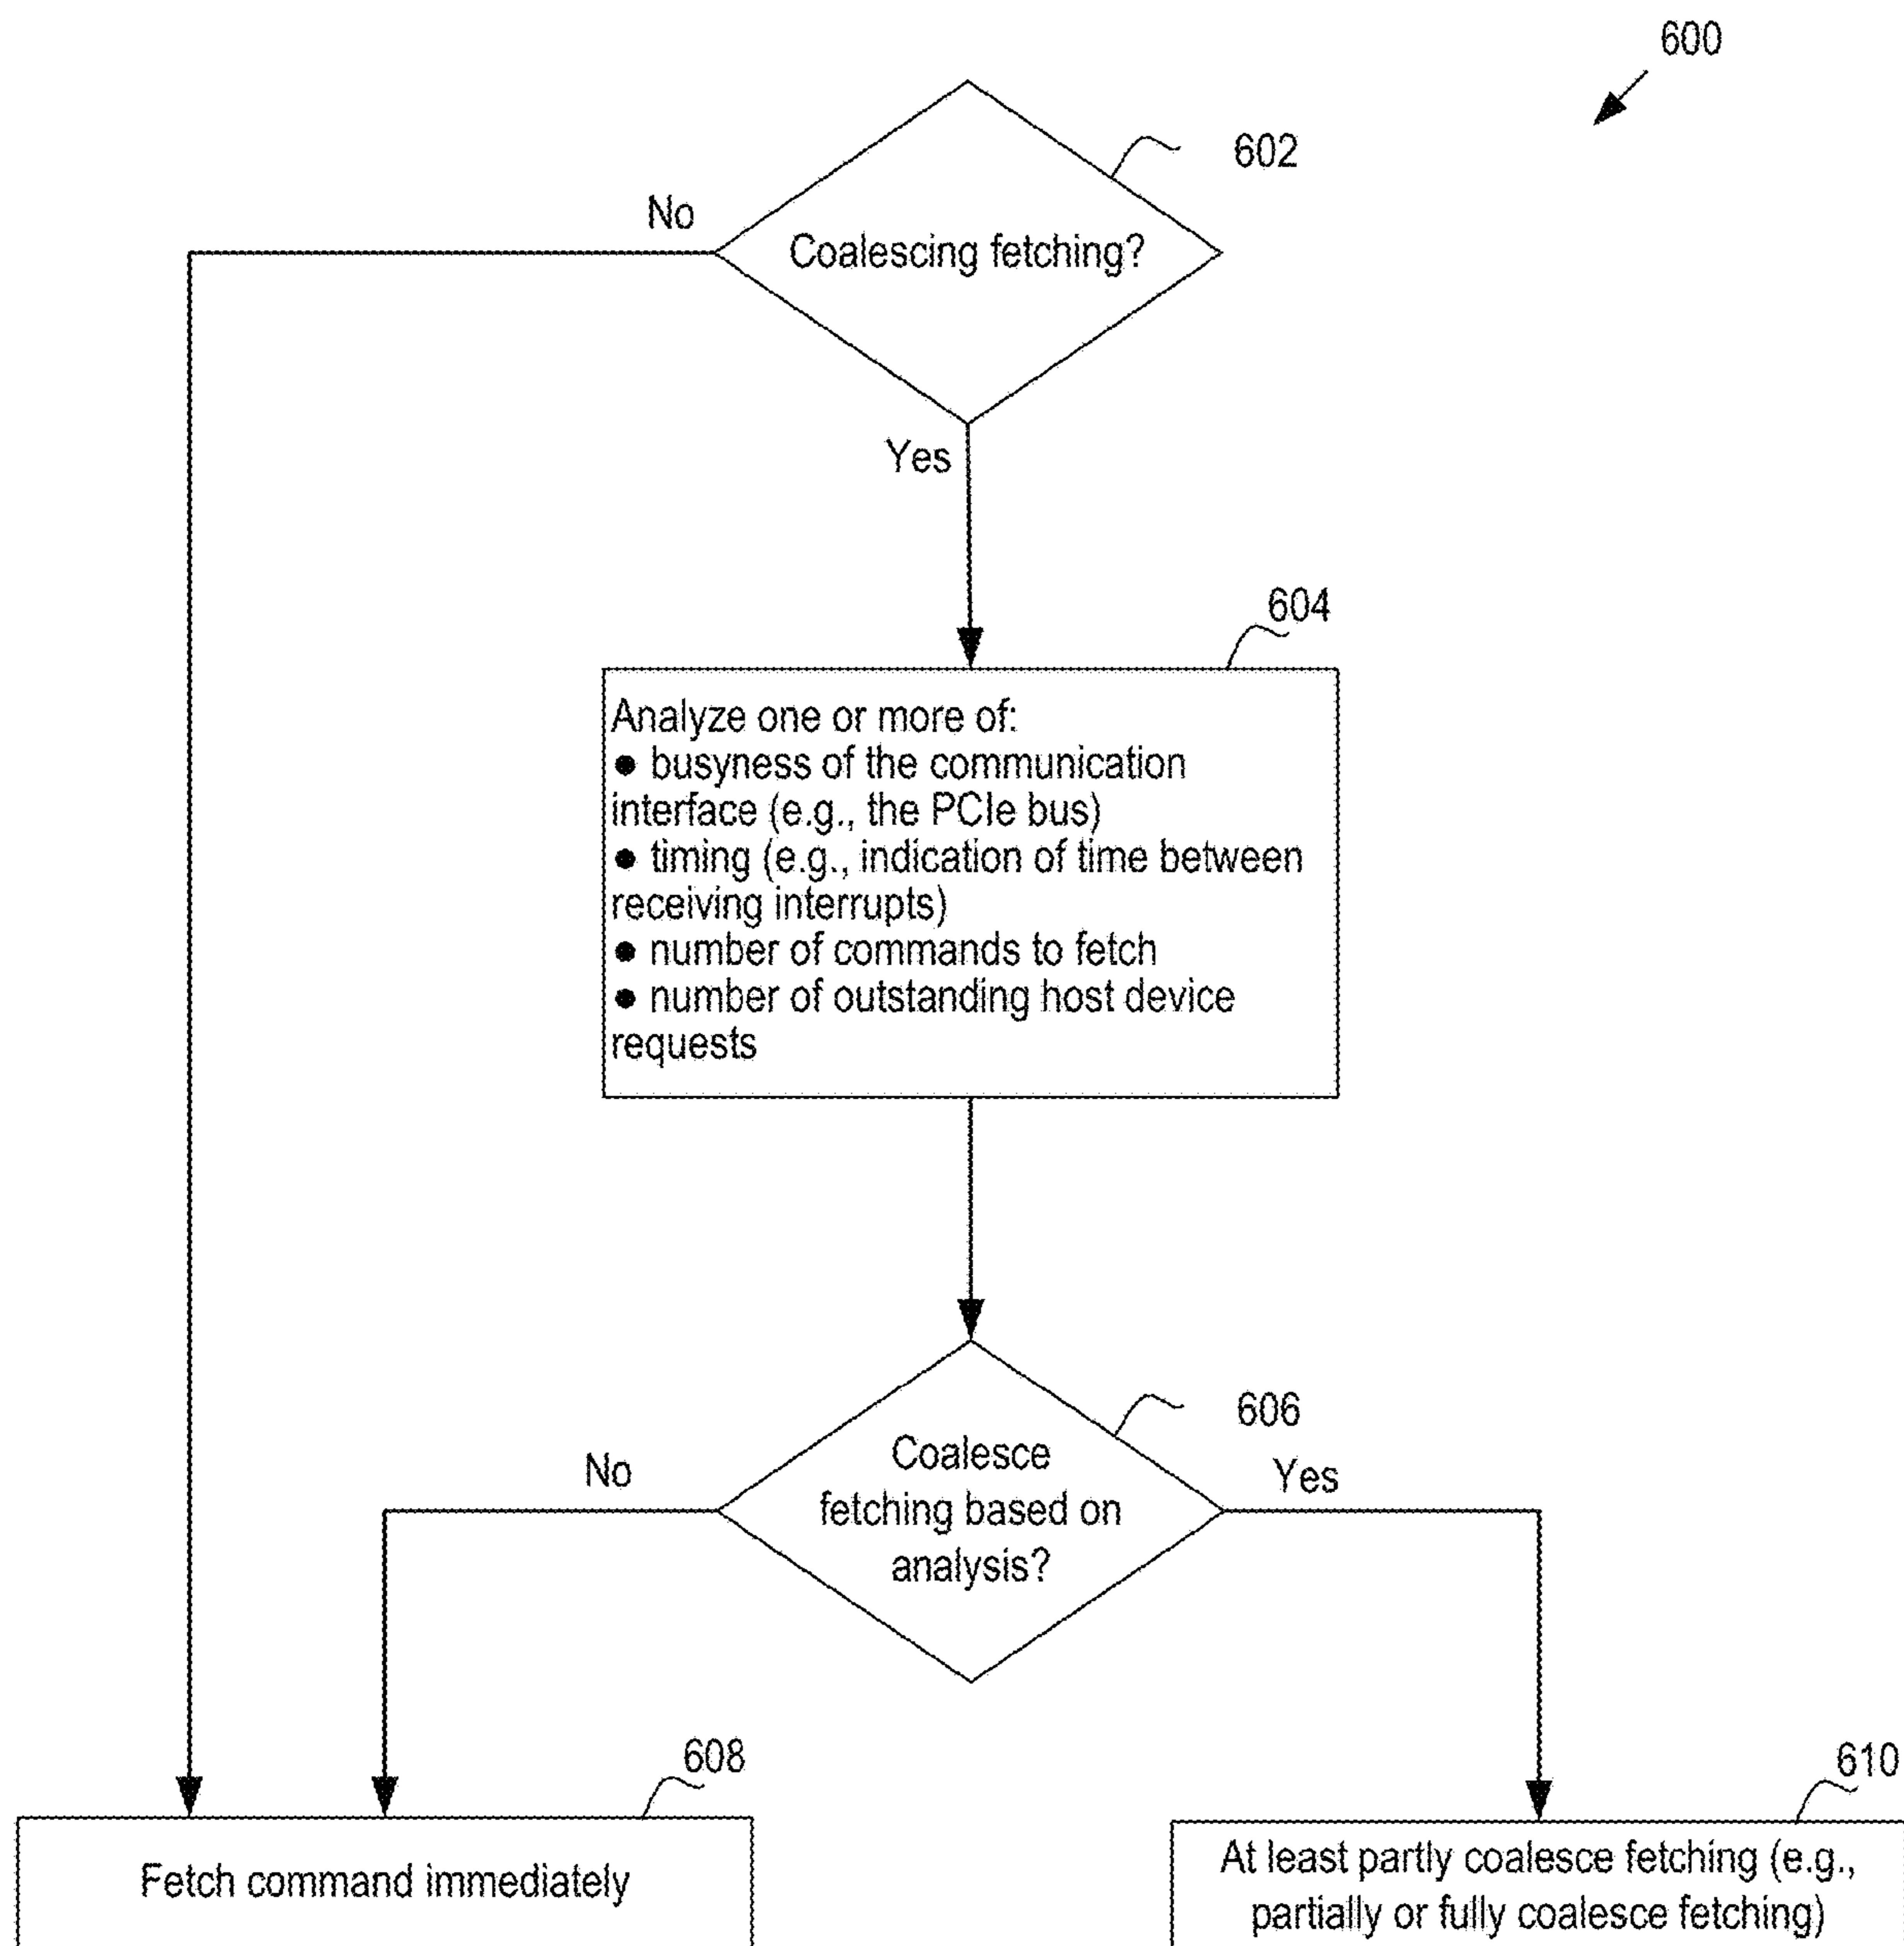 600
602
No
Coalescing fetching?
Yes
604
Analyze one or more of:
● busyness of the communication
interface (e.g., the PCIe bus)
● timing (e.g., indication of time between
receiving interrupts)
● number of commands to fetch
● number of outstanding host device
requests
606
No
Coalesce
fetching based on
analysis?
Yes
608
610
Fetch command immediately
At least partly coalesce fetching (e.g.,
partially or fully coalesce fetching)